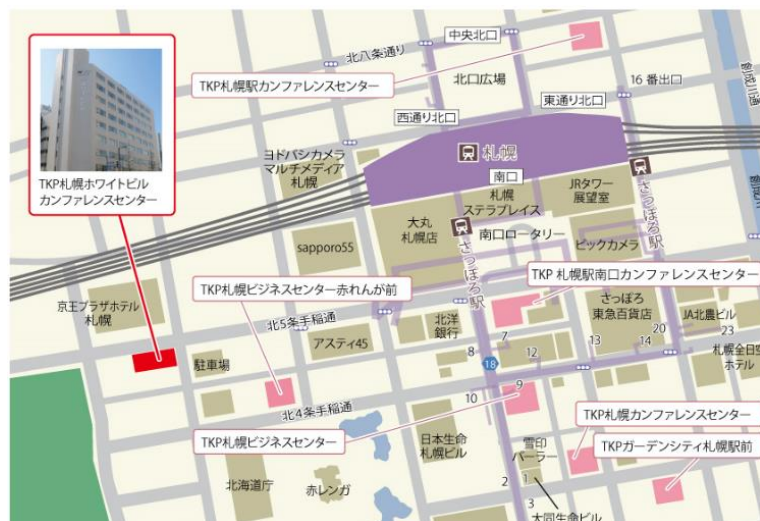 中央北口
北八条通り
創成川通
TKP札幌駅カンファレンスセンター
北口広場
16 番出口
東通り北口
西通り北口
ヨドバシカメラ
マルチメディア
札幌
札幌
南口
さっぽろ駅
TKP札幌ホワイトビル
カンファレンスセンター
札幌
ステラプレイス
JRタワー
展望室
大丸
札幌店
南口ロータリー
ビックカメラ
sapporo55
さっぽろ駅
TKP 札幌駅南口カンファレンスセンター
TKP札幌ビジネスセンター赤れんが前
京王プラザホテル
札幌
北5条手稲通
北洋
銀行
さっぽろ
東急百貨店
JA北農ビル
アスティ45
7
20
23
8
12
13
14
札幌全日空
ホテル
駐車場
18
9
10
北4条手稲通
TKP札幌カンファレンスセンター
TKP札幌ビジネスセンター
日本生命
札幌ビル
雪印
パーラー
TKPガーデンシティ札幌駅前
北海道庁
赤レンガ
2
1
3
大同生命ビル